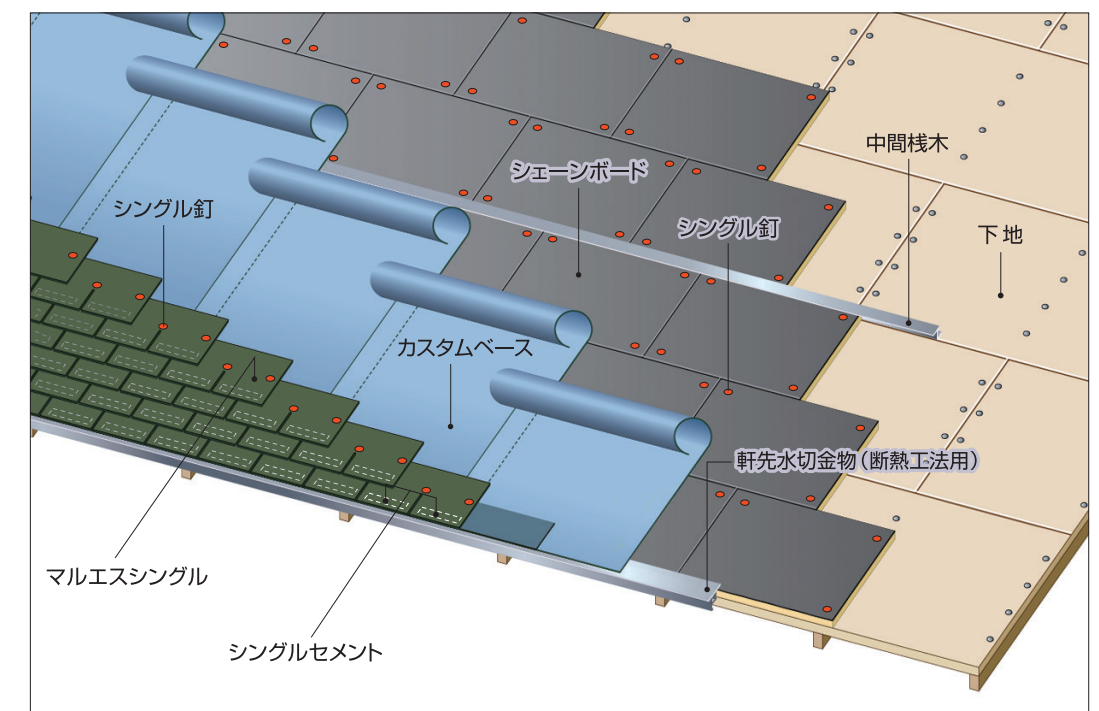 中間桟木
シェーンボード
シングル釘
シングル釘
下地
カスタムベース
軒先水切金物(断熱工法用)
マルエスシングル
シングルセメント